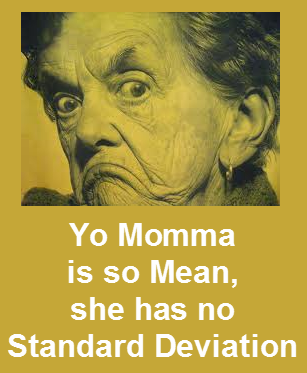 Yo Momma
is so Mean,
she has no
Standard Deviation